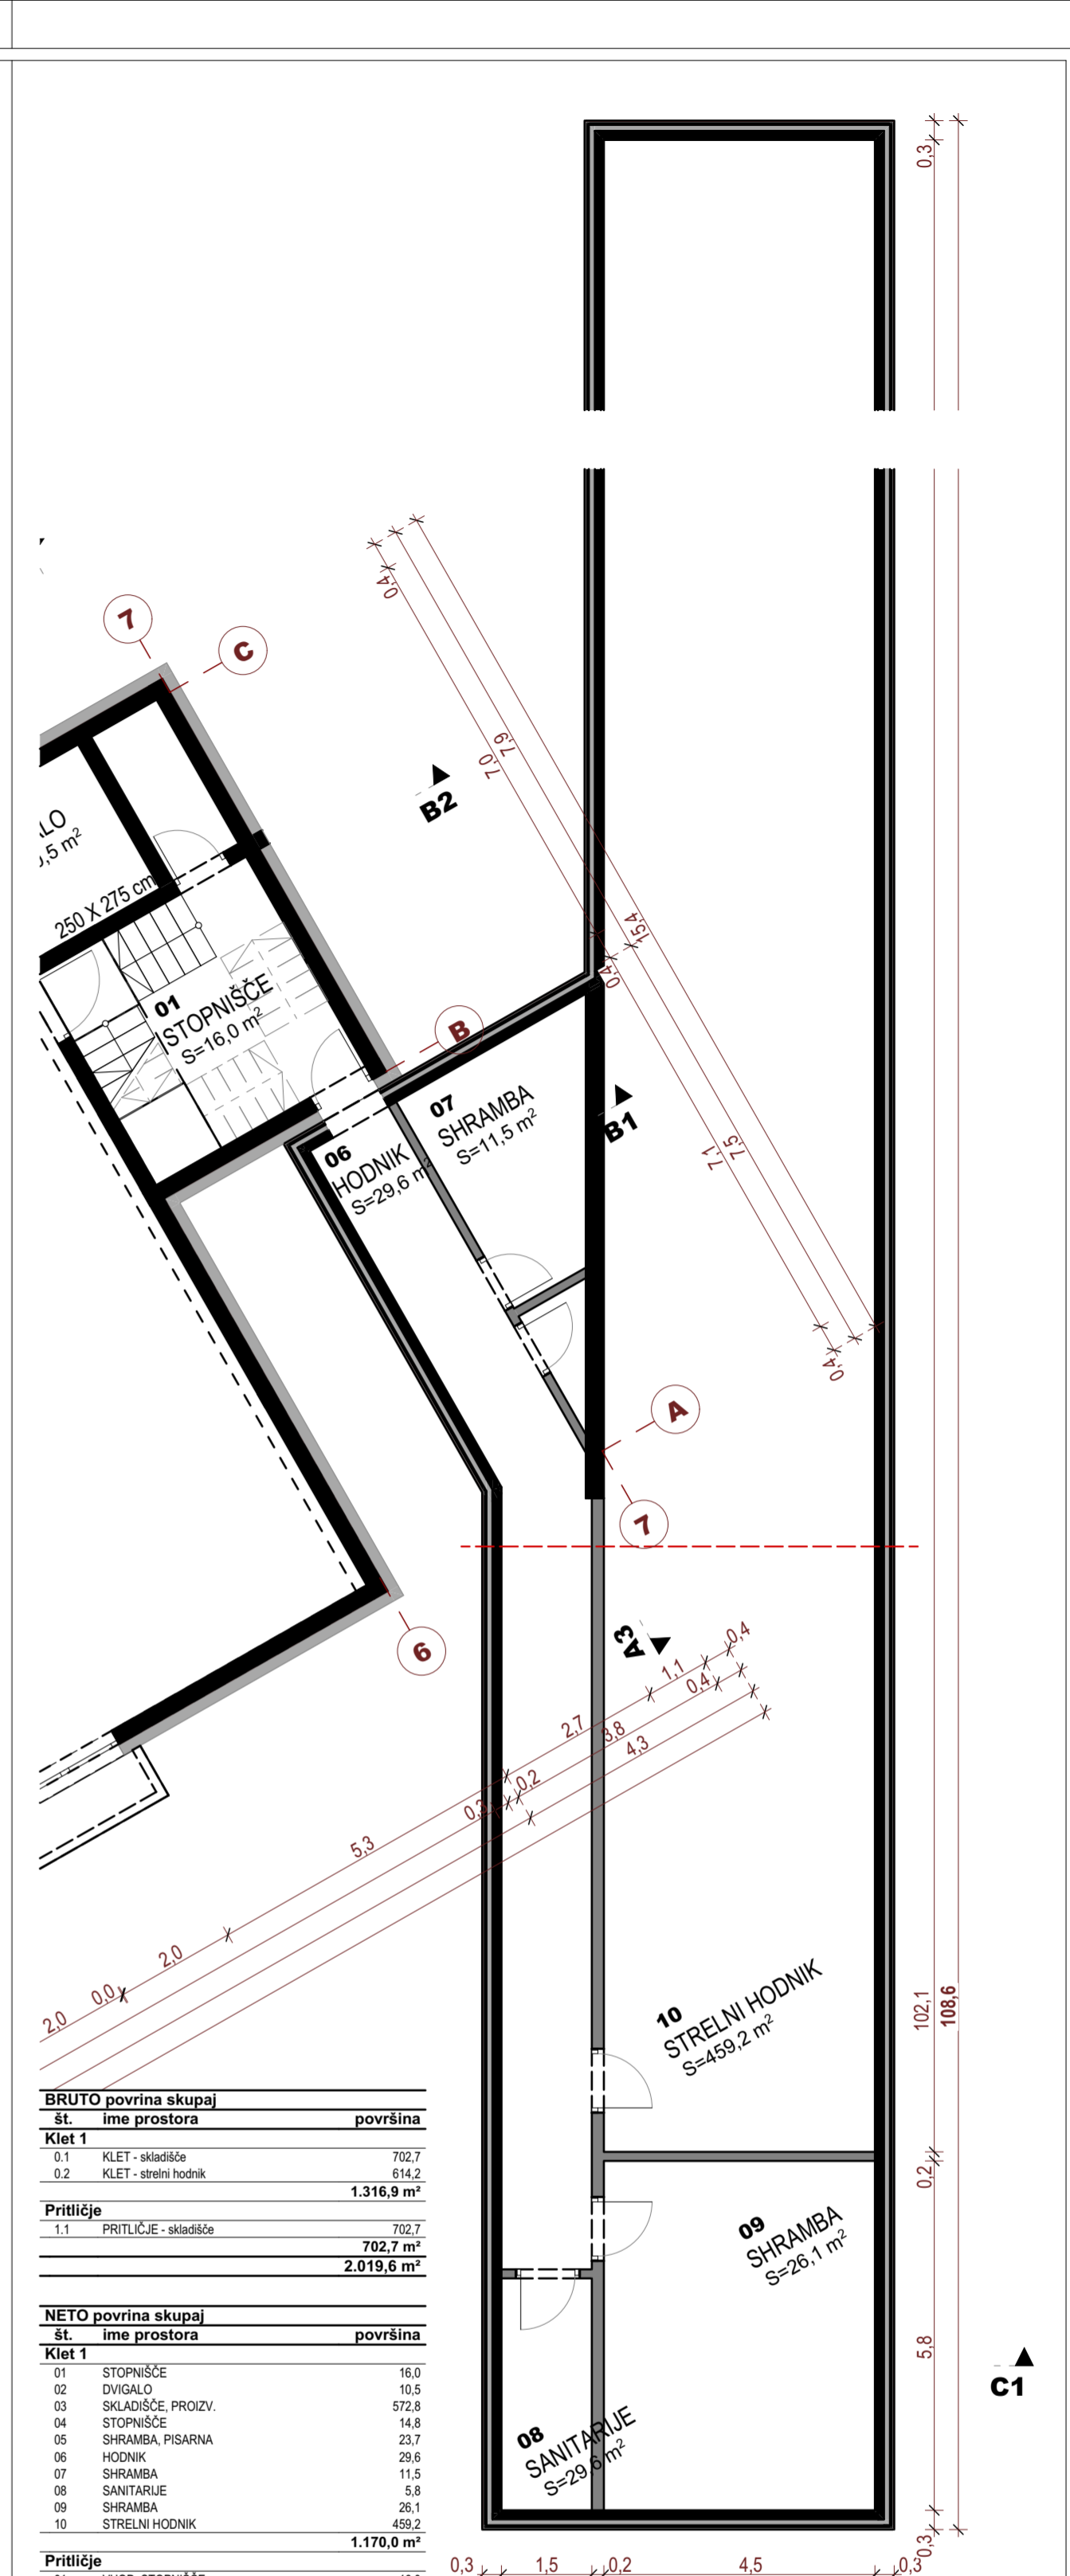 0,3
0,4
7
C
7,9
7,0
B2
LO
,5 m²
250 X 275 cm
15,4
0,4
01
STOPNIŠČE
S=16,0 m²
B
07
SHRAMBA
S=11,5 m²
B1
7,5
7,1
06
HODNIK
S=29,6 m²
0,4
A
7
A3
6
0,4
1,1
0,4
2,7
3,8
4,3
0,2
0,3
5,3
2,0
0,0
2,0
10
STRELNI HODNIK
S=459,2 m²
102,1
108,6
0,2
09
SHRAMBA
S=26,1 m²
5,8
C1
08
SANITARIJE
S=29,6 m²
0,3
0,3 1,5 0,2 4,5 0,3
BRUTO povrina skupaj
št. ime prostora površina
Klet 1
0.1 KLET - skladišče 702,7
0.2 KLET - strelni hodnik 614,2
1.316,9 m²
Pritličje
1.1 PRITLIČJE - skladišče 702,7
702,7 m²
2.019,6 m²
NETO povrina skupaj
št. ime prostora površina
Klet 1
01 STOPNIŠČE 16,0
02 DVIGALO 10,5
03 SKLADIŠČE, PROIZV. 572,8
04 STOPNIŠČE 14,8
05 SHRAMBA, PISARNA 23,7
06 HODNIK 29,6
07 SHRAMBA 11,5
08 SANITARIJE 5,8
09 SHRAMBA 26,1
10 STRELNI HODNIK 459,2
1.170,0 m²
Pritličje